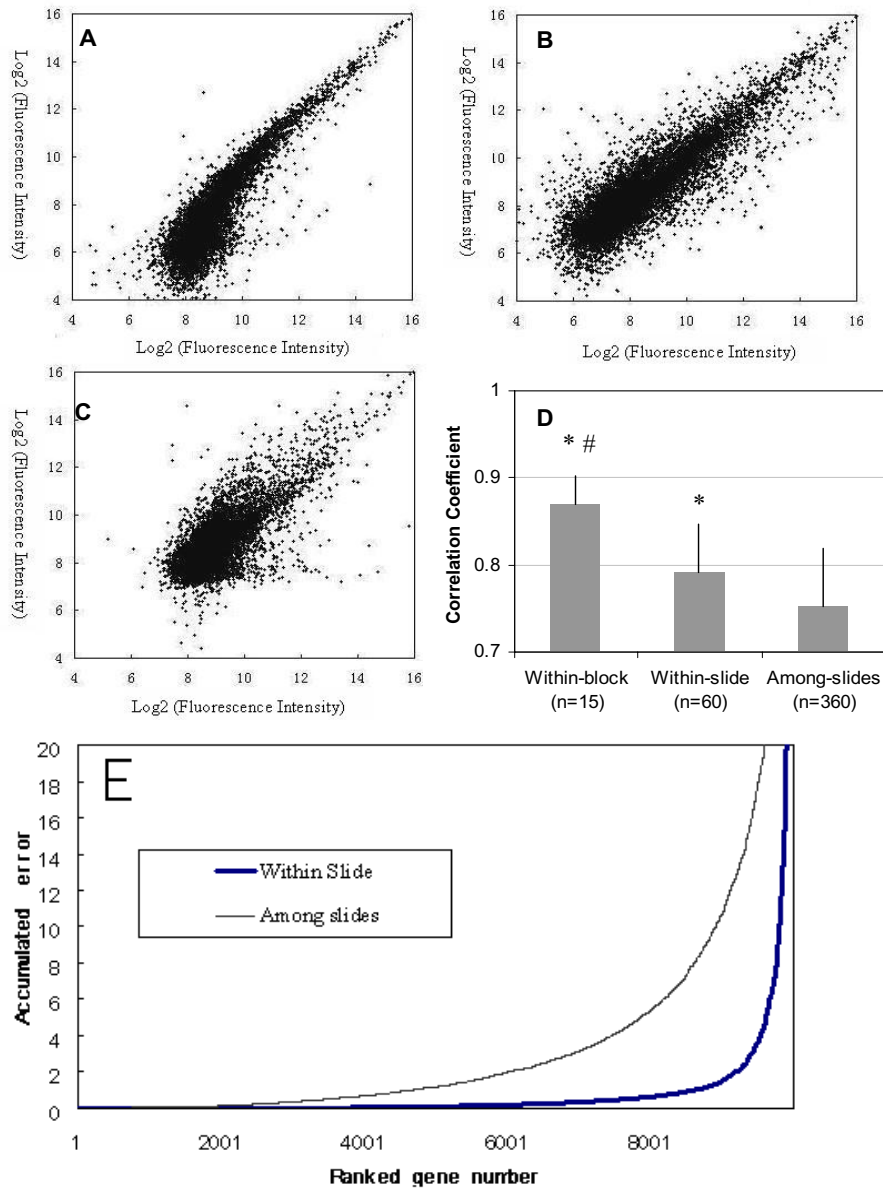 A
Log2 (Fluorescence Intensity)
16
14
12
10
8
6
4
4 6 8 10 12 14 16
Log2 (Fluorescence Intensity)
B
Log2 (Fluorescence Intensity)
16
14
12
10
8
6
4
4 6 8 10 12 14 16
Log2 (Fluorescence Intensity)
C
Log2 (Fluorescence Intensity)
16
14
12
10
8
6
4
4 6 8 10 12 14 16
Log2 (Fluorescence Intensity)
D
Correlation Coefficient
1
0.9
0.8
0.7
* #
*
Within-block Within-slide Among-slides
(n=15) (n=60) (n=360)
E
Accumulated error
20
18
16
14
12
10
8
6
4
2
0
Within Slide
Among slides
1 2001 4001 6001 8001
Ranked gene number